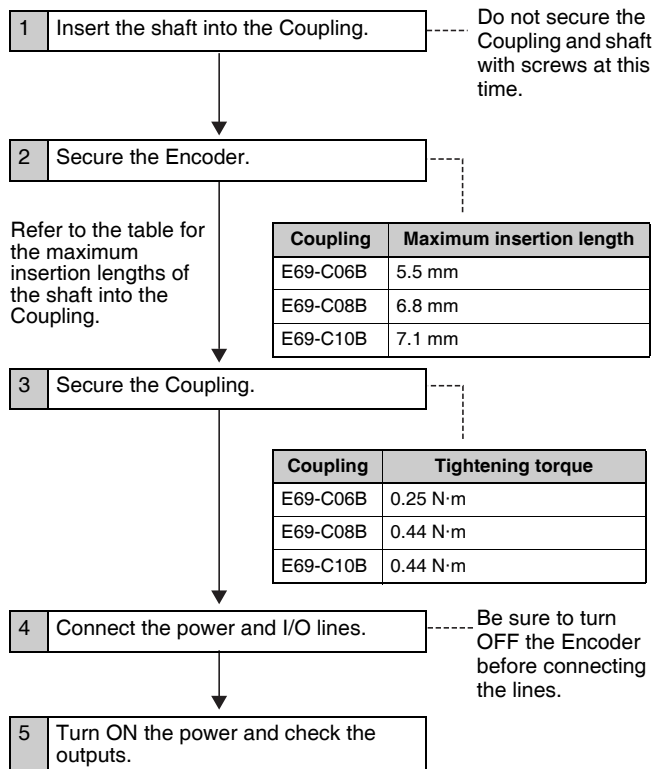 1 Insert the shaft into the Coupling.
Do not secure the
Coupling and shaft
with screws at this
time.
2 Secure the Encoder.
Refer to the table for
the maximum
insertion lengths of
the shaft into the
Coupling.
Coupling Maximum insertion length
E69-C06B 5.5 mm
E69-C08B 6.8 mm
E69-C10B 7.1 mm
3 Secure the Coupling.
Coupling Tightening torque
E69-C06B 0.25 N·m
E69-C08B 0.44 N·m
E69-C10B 0.44 N·m
4 Connect the power and I/O lines.
Be sure to turn
OFF the Encoder
before connecting
the lines.
5 Turn ON the power and check the
outputs.